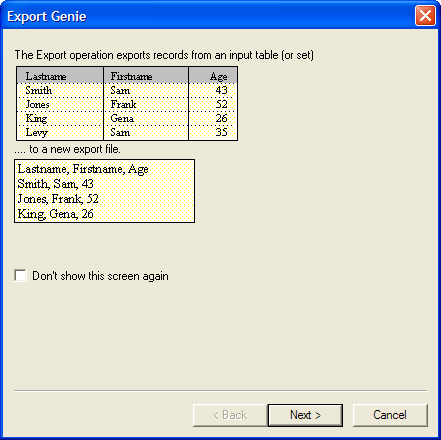 Export Genie
The Export operation exports records from an input table (or set)
Lastname Firstname Age
Smith Sam 43
Jones Frank 52
King Gena 26
Levy Sam 35
.... to a new export file.
Lastname, Firstname, Age
Smith, Sam, 43
Jones, Frank, 52
King, Gena, 26
Don't show this screen again
< Back Next > Cancel